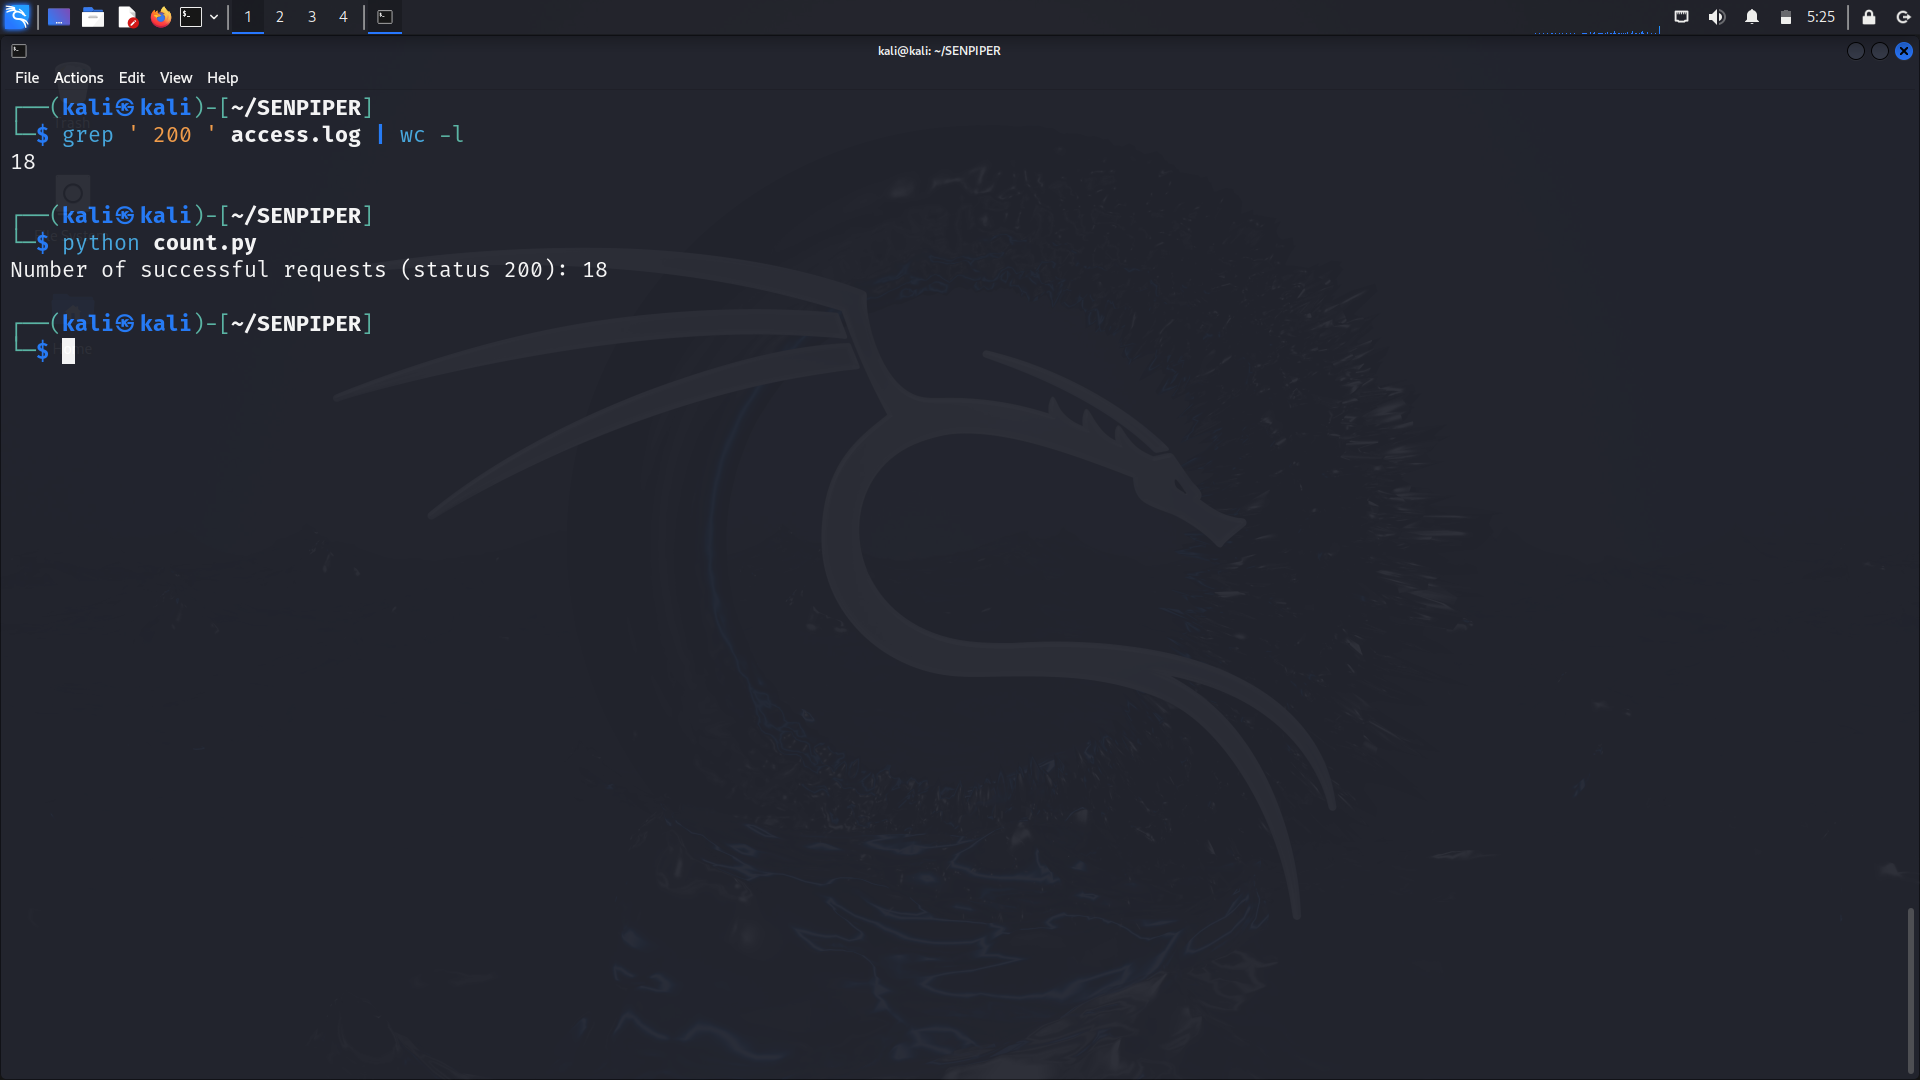 1 2 3 4 5:25
kali@kali: ~/SENPIPER
File Actions Edit View Help
┌──(kali㉿kali)-[~/SENPIPER]
└─$ grep ' 200 ' access.log | wc -l
18
┌──(kali㉿kali)-[~/SENPIPER]
└─$ python count.py
Number of successful requests (status 200): 18
┌──(kali㉿kali)-[~/SENPIPER]
└─$